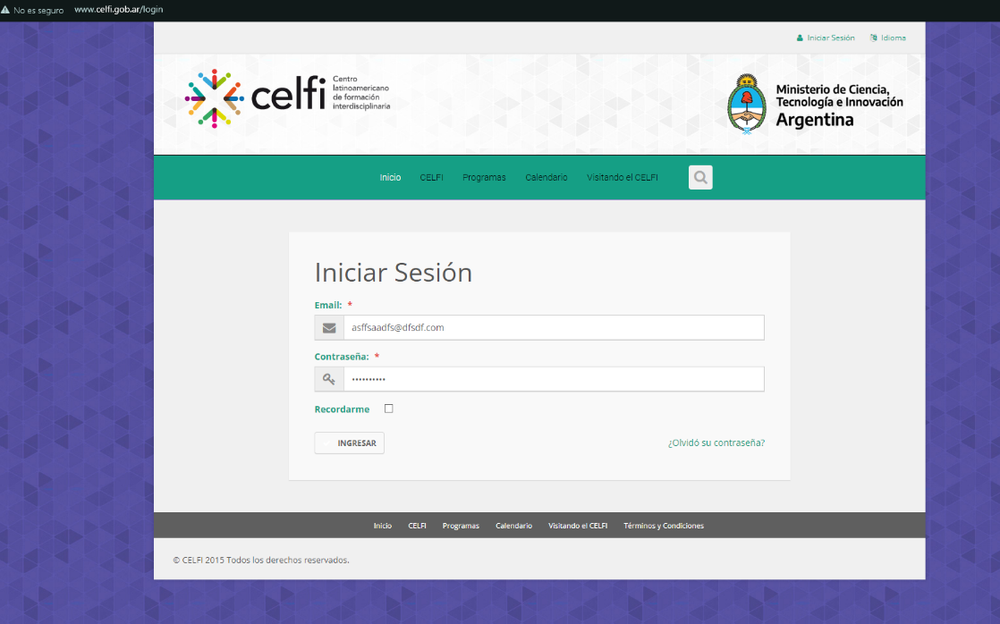 No es seguro www.celfi.gob.ar/login
Iniciar Sesión Idioma
celfi
Centro
latinoamericano
de formación
interdisciplinaria
Ministerio de Ciencia,
Tecnología e Innovación
Argentina
Inicio CELFI Programas Calendario Visitando el CELFI
Iniciar Sesión
Email: *
asffsaadfs@dfsdf.com
Contraseña: *
••••••••••
Recordarme
INGRESAR ¿Olvidó su contraseña?
Inicio CELFI Programas Calendario Visitando el CELFI Términos y Condiciones
© CELFI 2015 Todos los derechos reservados.